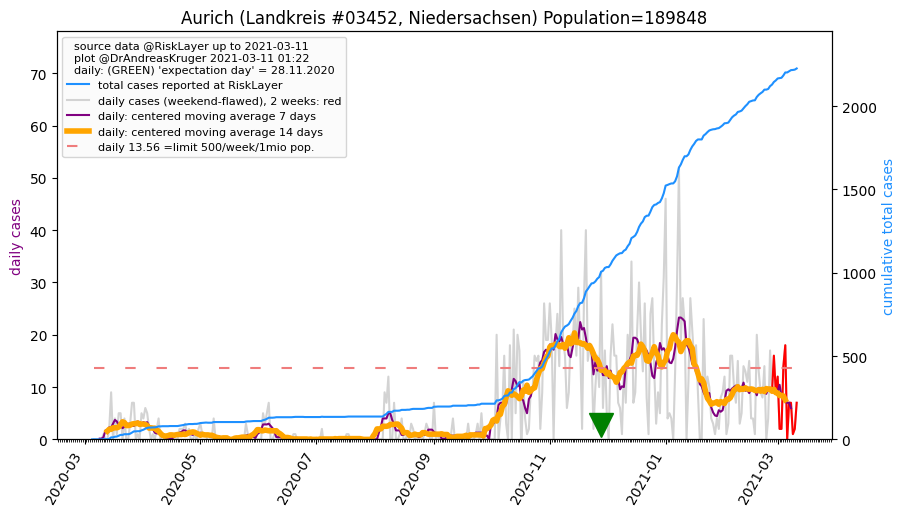 Aurich (Landkreis #03452, Niedersachsen) Population=189848
source data @RiskLayer up to 2021-03-11
plot @DrAndreasKruger 2021-03-11 01:22
daily: (GREEN) 'expectation day' = 28.11.2020
total cases reported at RiskLayer
daily cases (weekend-flawed), 2 weeks: red
daily: centered moving average 7 days
daily: centered moving average 14 days
daily 13.56 =limit 500/week/1mio pop.
daily cases
70
60
50
40
30
20
10
0
cumulative total cases
2000
1500
1000
500
0
2020-03
2020-05
2020-07
2020-09
2020-11
2021-01
2021-03